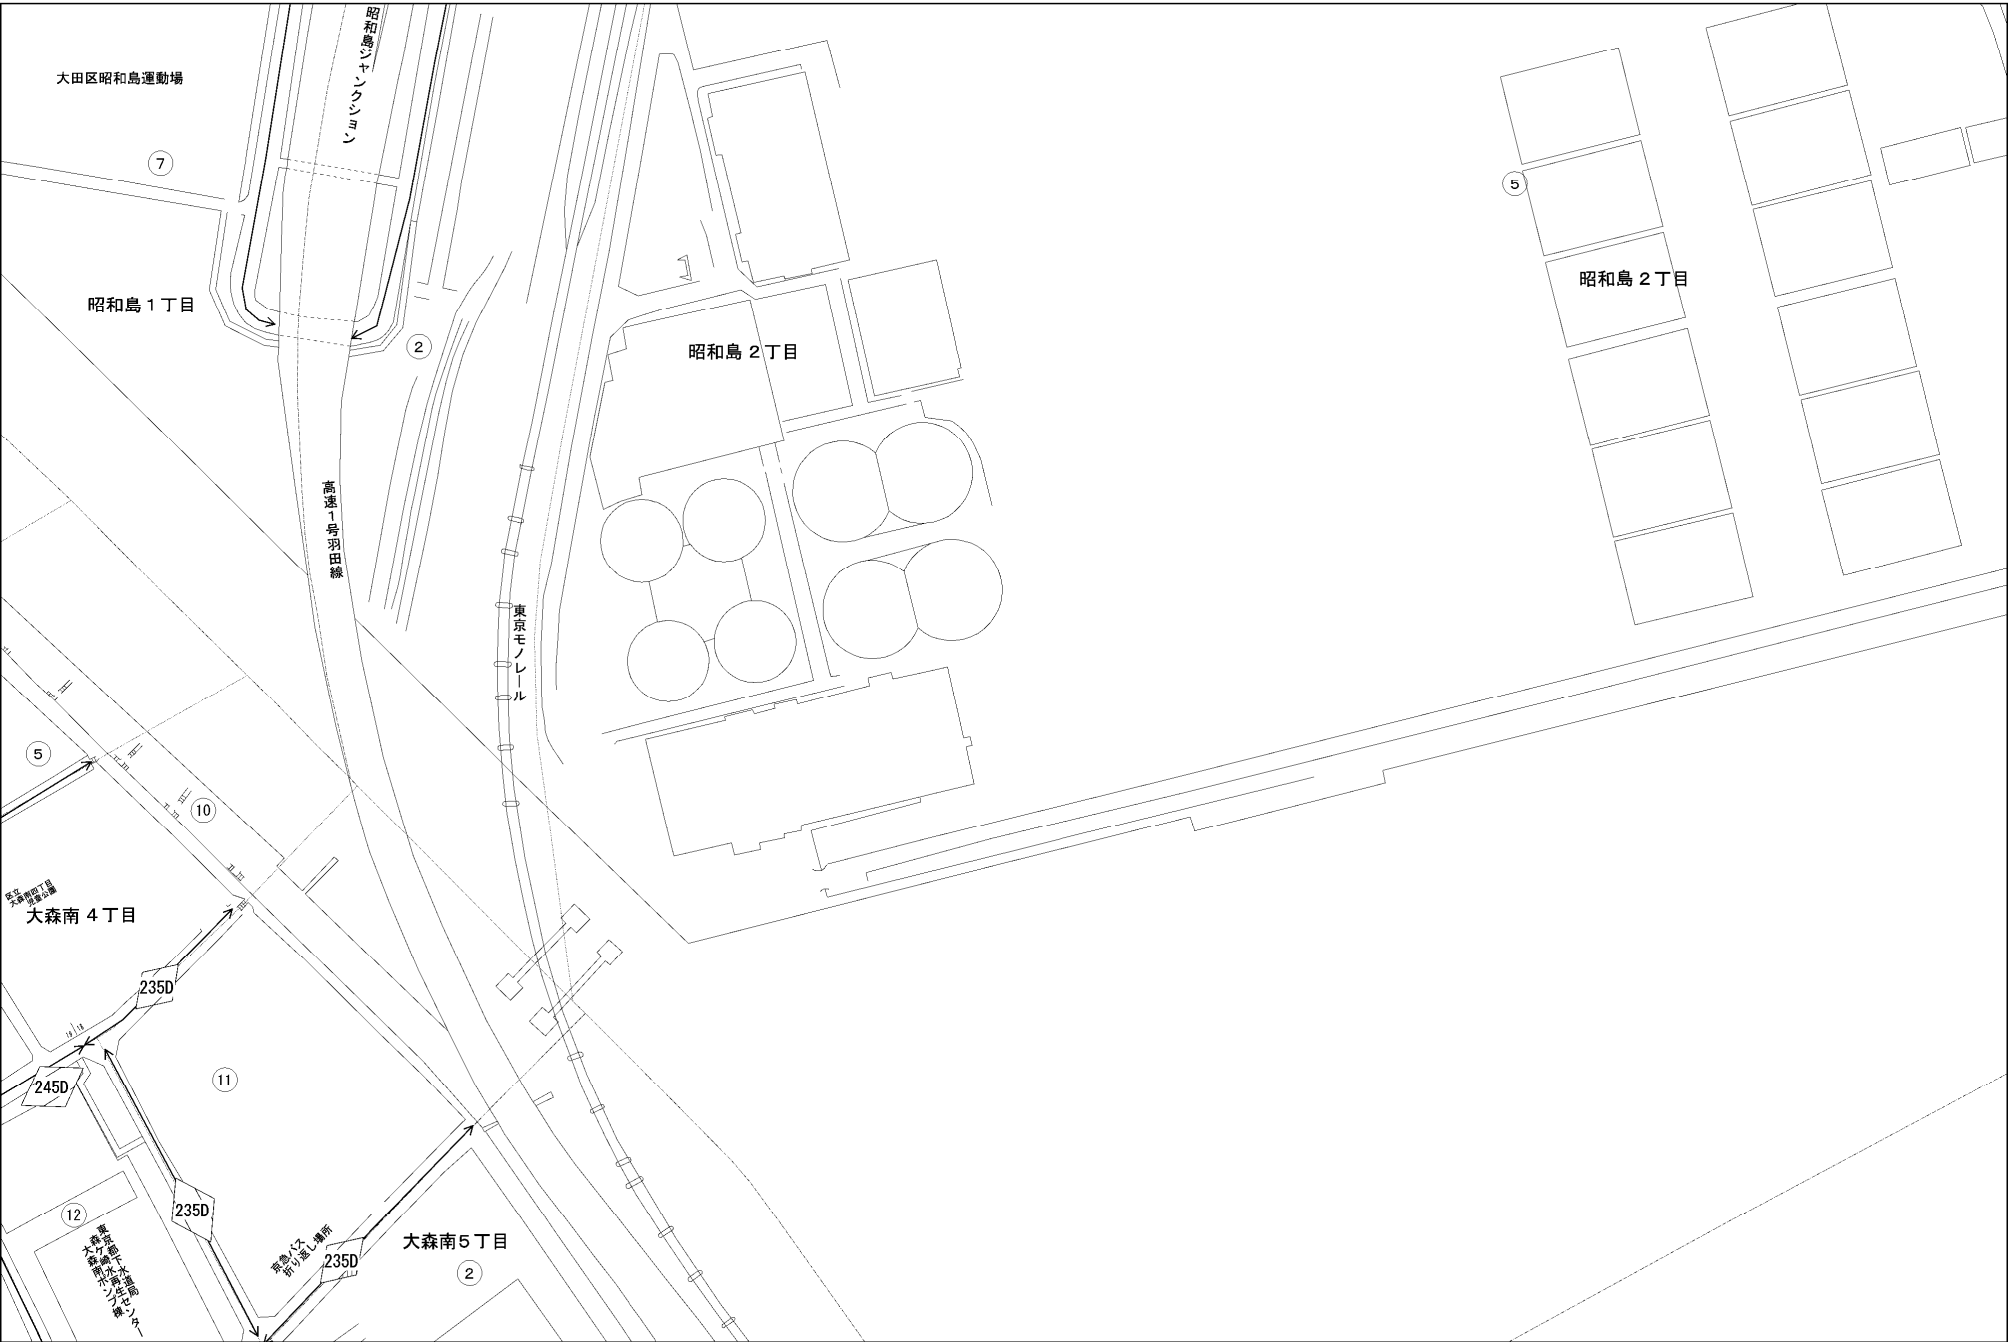 昭和島ジャンクション
大田区昭和島運動場
7
5
昭和島２丁目
昭和島１丁目
2
昭和島２丁目
高速１号羽田線
東京モノレール
5
10
区立
大森南四丁目
児童公園
大森南４丁目
235D
19
18
245D
11
235D
12
東京都下水道局
森ケ崎水再生センター
大森南ポンプ棟
京急バス
折り返し場所
235D
大森南５丁目
2